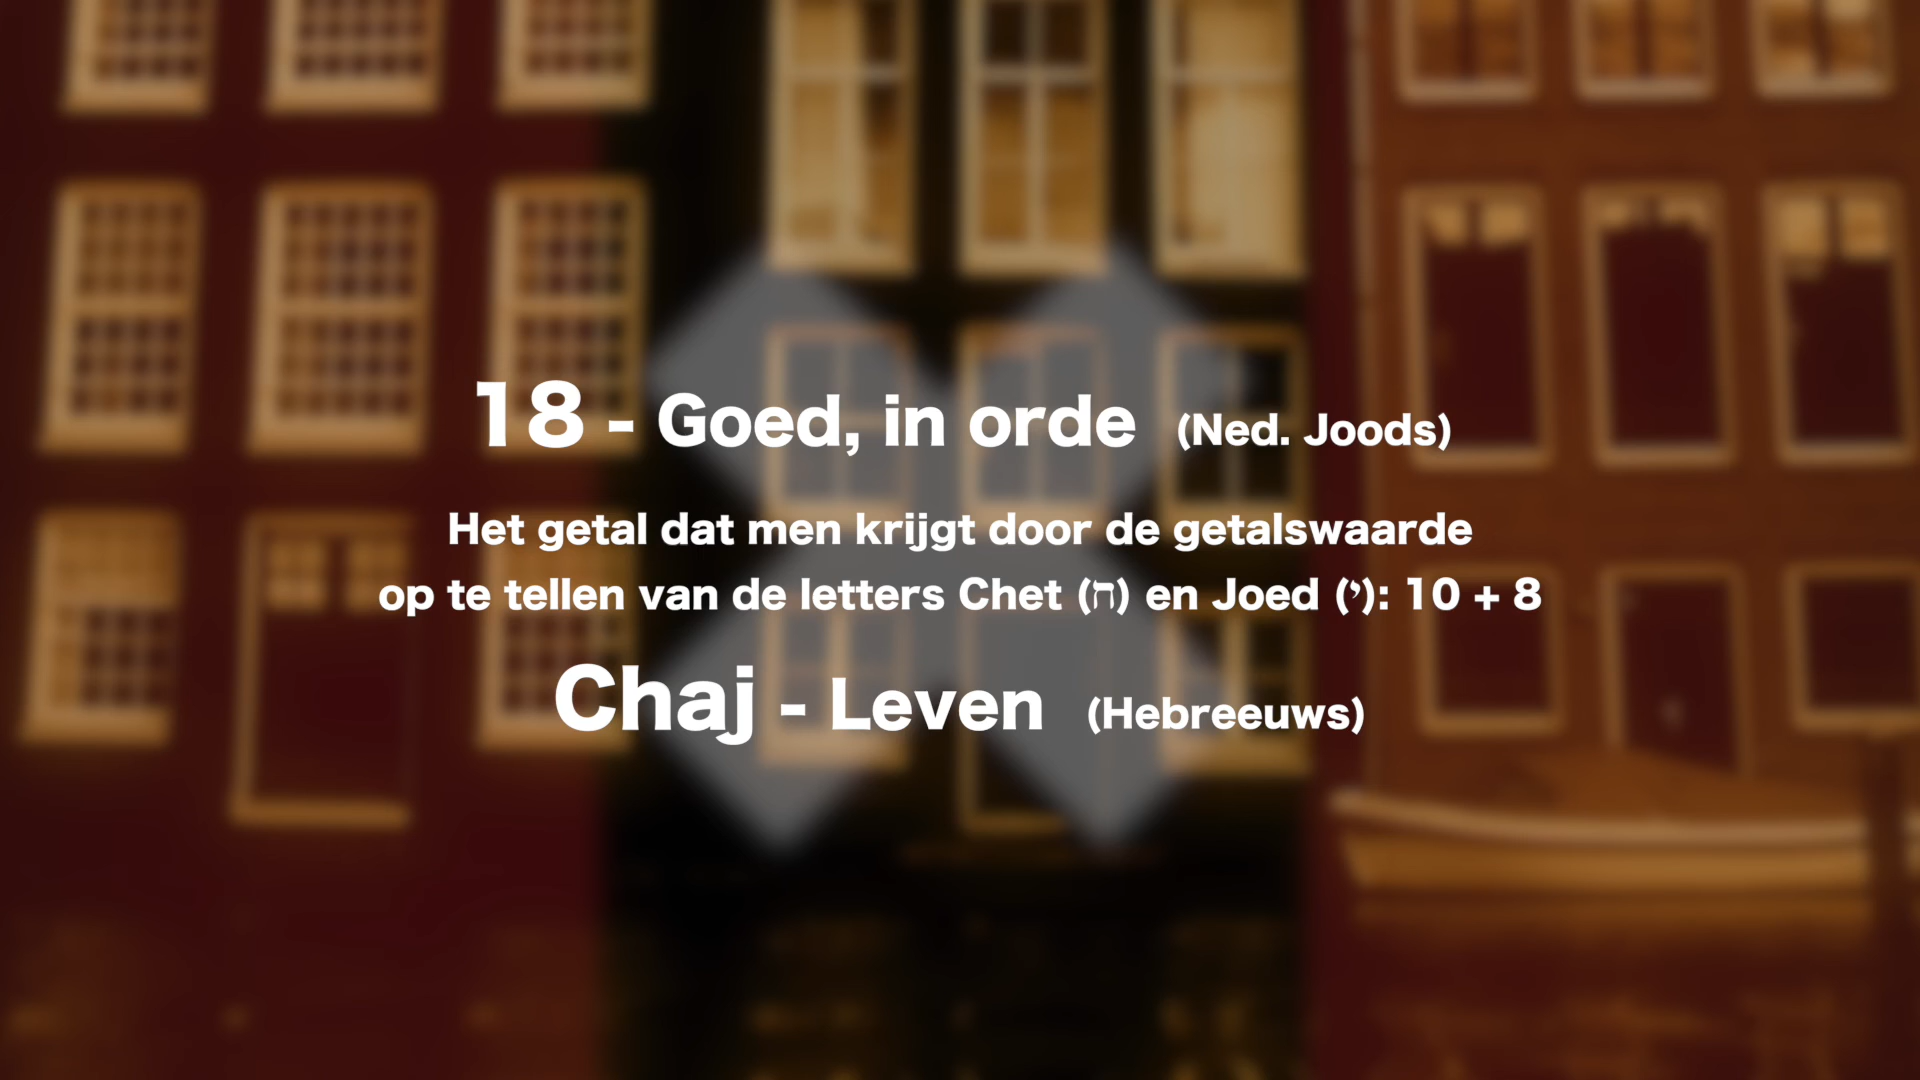 18 - Goed, in orde (Ned. Joods)
Het getal dat men krijgt door de getalswaarde
op te tellen van de letters Chet (ח) en Joed (י): 10 + 8
Chaj - Leven (Hebreeuws)